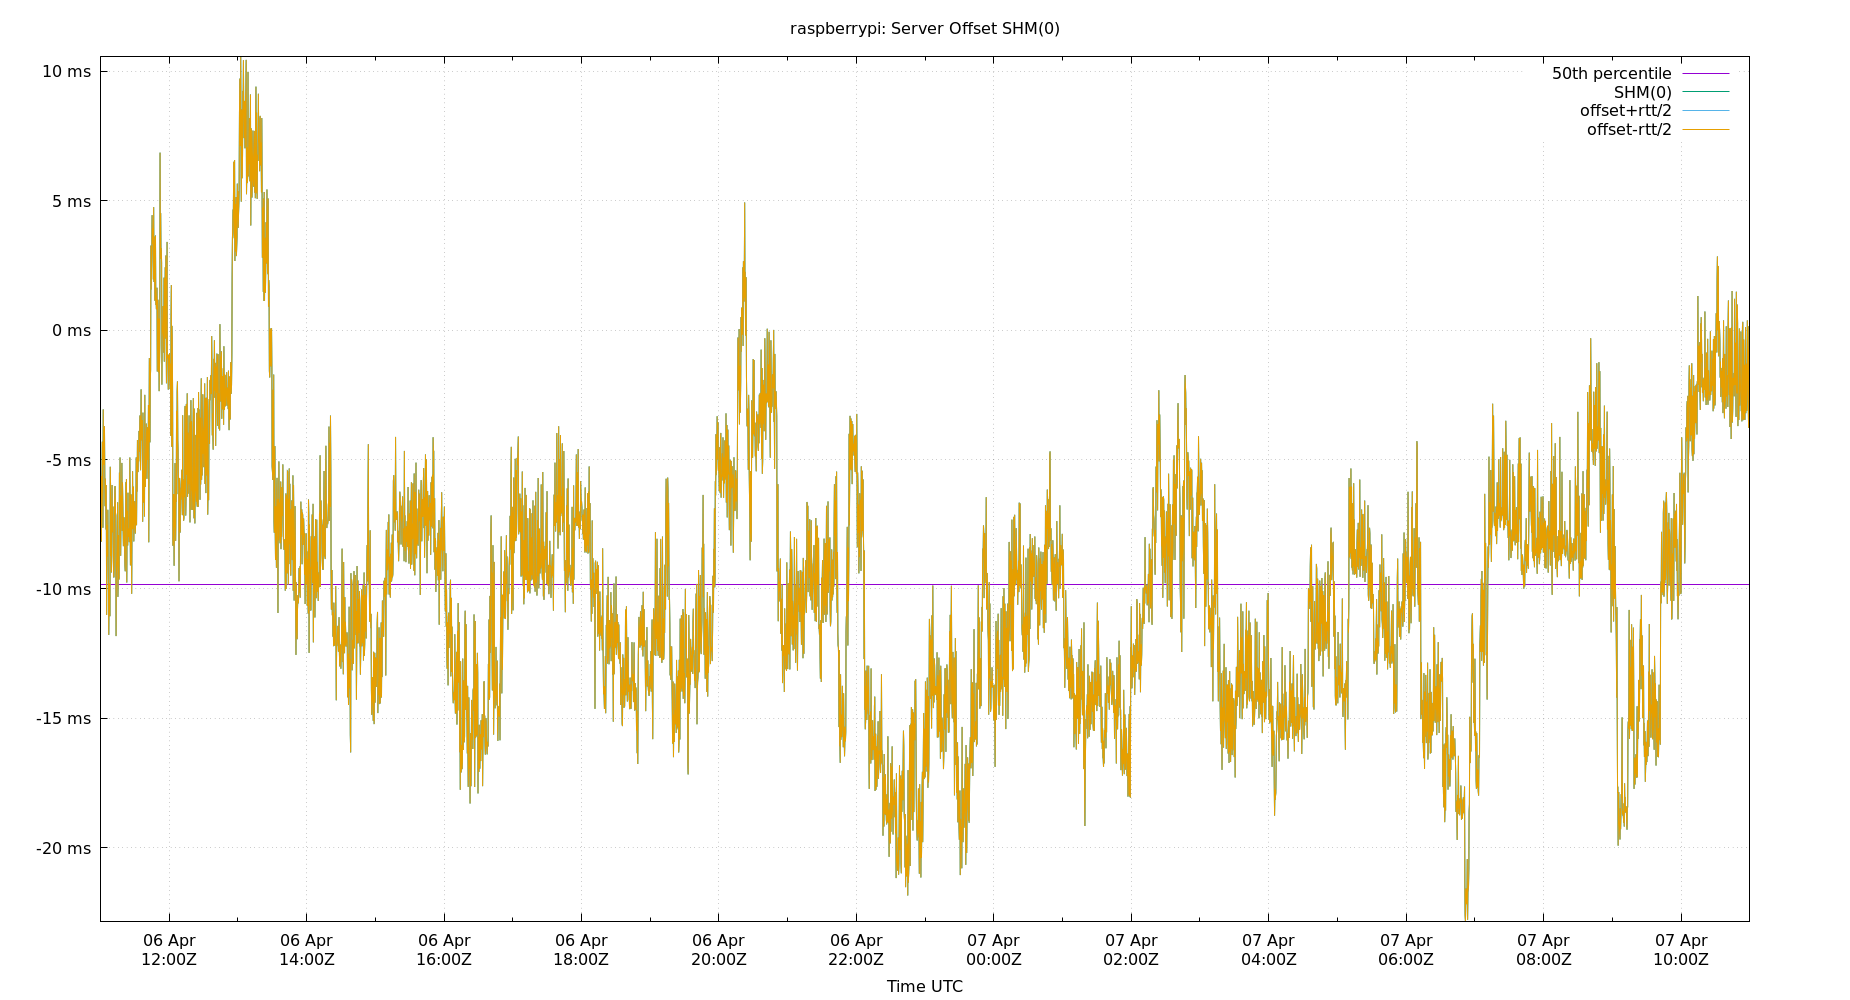 raspberrypi: Server Offset SHM(0)
50th percentile
SHM(0)
offset+rtt/2
offset-rtt/2
10 ms
5 ms
0 ms
-5 ms
-10 ms
-15 ms
-20 ms
06 Apr 06 Apr 06 Apr 06 Apr 06 Apr 06 Apr 07 Apr 07 Apr 07 Apr 07 Apr 07 Apr 07 Apr
12:00Z 14:00Z 16:00Z 18:00Z 20:00Z 22:00Z 00:00Z 02:00Z 04:00Z 06:00Z 08:00Z 10:00Z
Time UTC